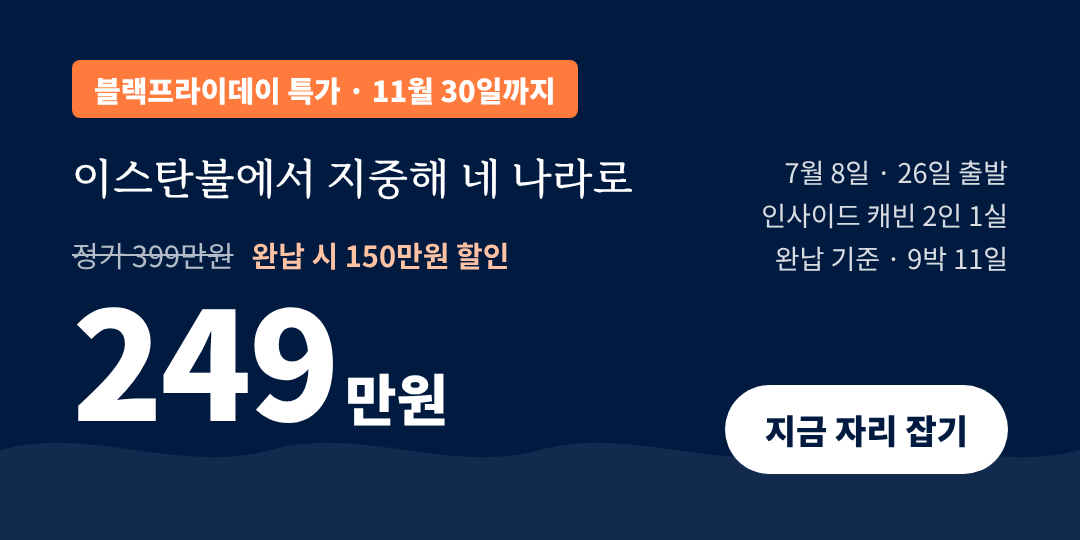 블랙프라이데이 특가 · 11월 30일까지
이스탄불에서 지중해 네 나라로
정가 399만원 완납 시 150만원 할인
249만원
7월 8일 · 26일 출발
인사이드 캐빈 2인 1실
완납 기준 · 9박 11일
지금 자리 잡기